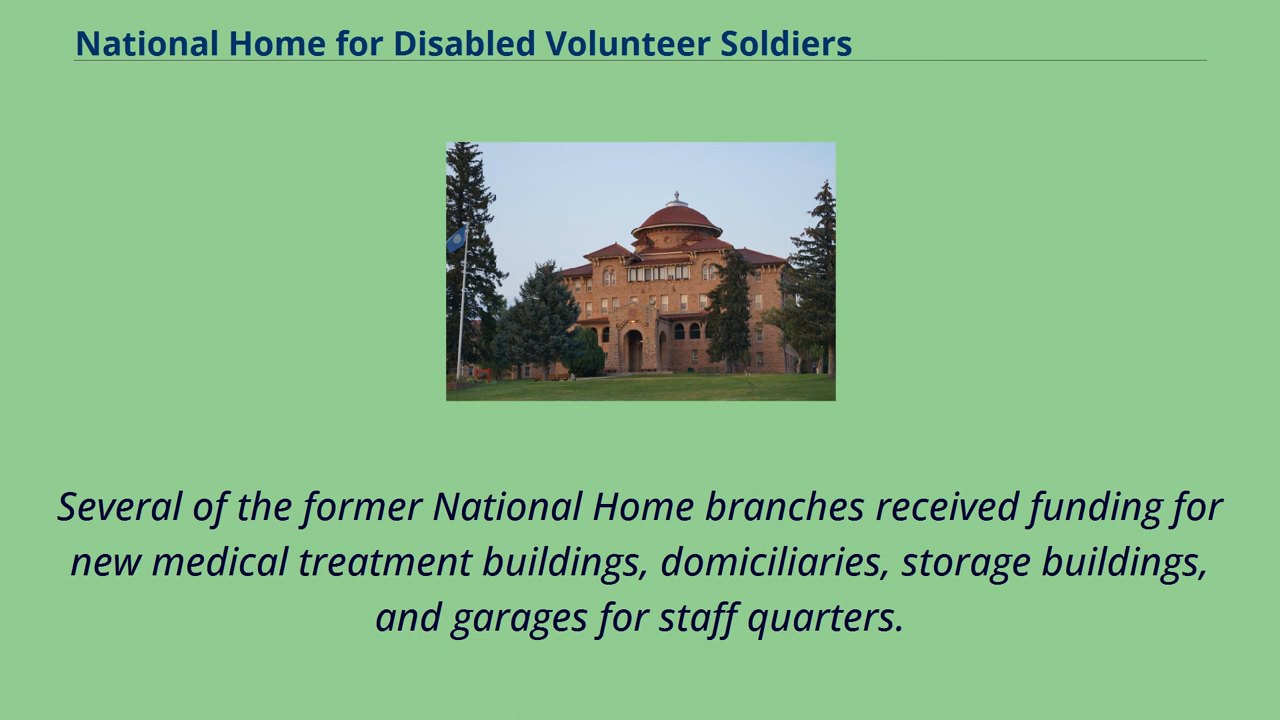 National Home for Disabled Volunteer Soldiers
Several of the former National Home branches received funding for
new medical treatment buildings, domiciliaries, storage buildings,
and garages for staff quarters.